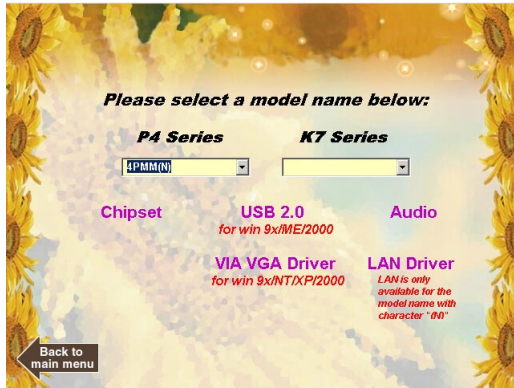 Please select a model name below:
P4 Series K7 Series
4PMM(N)
Chipset USB 2.0 Audio
for win 9x/ME/2000
VIA VGA Driver LAN Driver
for win 9x/NT/XP/2000
LAN is only
available for the
model name with
character "(N)"
Back to
main menu